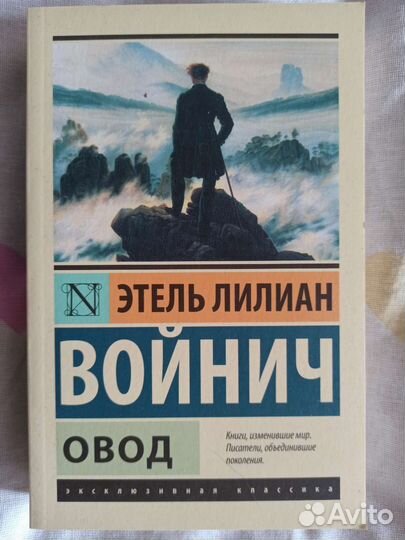 N
ЭТЕЛЬ ЛИЛИАН
ВОЙНИЧ
ОВОД
Книги, изменившие мир.
Писатели, объединившие
поколения.
эксклюзивная классика
Avito